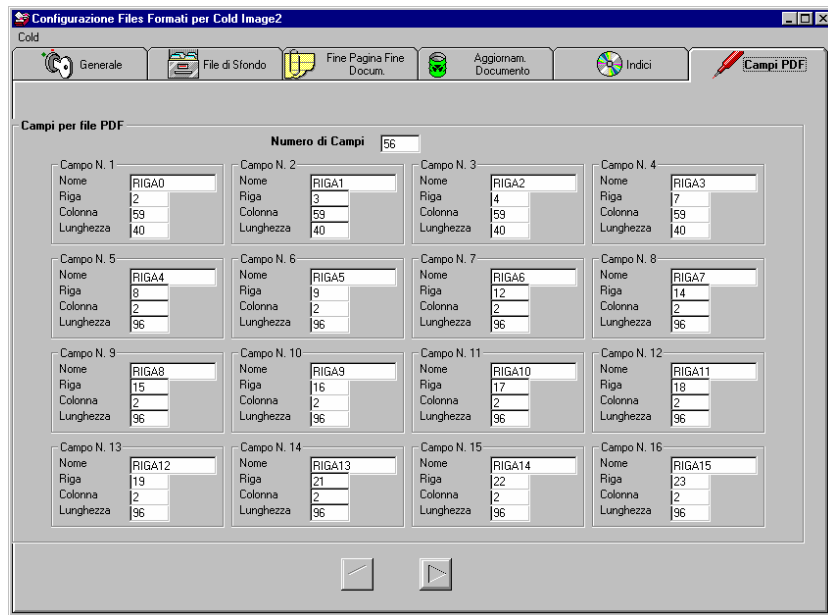 Configurazione Files Formati per Cold Image2
Cold
Generale File di Sfondo Fine Pagina Fine Docum. Aggiornam. Documento Indici Campi PDF
Campi per file PDF
Numero di Campi 56
Campo N. 1 Campo N. 2 Campo N. 3 Campo N. 4
Nome RIGA0 Nome RIGA1 Nome RIGA2 Nome RIGA3
Riga 2 Riga 3 Riga 4 Riga 7
Colonna 59 Colonna 59 Colonna 59 Colonna 59
Lunghezza 40 Lunghezza 40 Lunghezza 40 Lunghezza 40
Campo N. 5 Campo N. 6 Campo N. 7 Campo N. 8
Nome RIGA4 Nome RIGA5 Nome RIGA6 Nome RIGA7
Riga 8 Riga 9 Riga 12 Riga 14
Colonna 2 Colonna 2 Colonna 2 Colonna 2
Lunghezza 96 Lunghezza 96 Lunghezza 96 Lunghezza 96
Campo N. 9 Campo N. 10 Campo N. 11 Campo N. 12
Nome RIGA8 Nome RIGA9 Nome RIGA10 Nome RIGA11
Riga 15 Riga 16 Riga 17 Riga 18
Colonna 2 Colonna 2 Colonna 2 Colonna 2
Lunghezza 96 Lunghezza 96 Lunghezza 96 Lunghezza 96
Campo N. 13 Campo N. 14 Campo N. 15 Campo N. 16
Nome RIGA12 Nome RIGA13 Nome RIGA14 Nome RIGA15
Riga 19 Riga 21 Riga 22 Riga 23
Colonna 2 Colonna 2 Colonna 2 Colonna 2
Lunghezza 96 Lunghezza 96 Lunghezza 96 Lunghezza 96